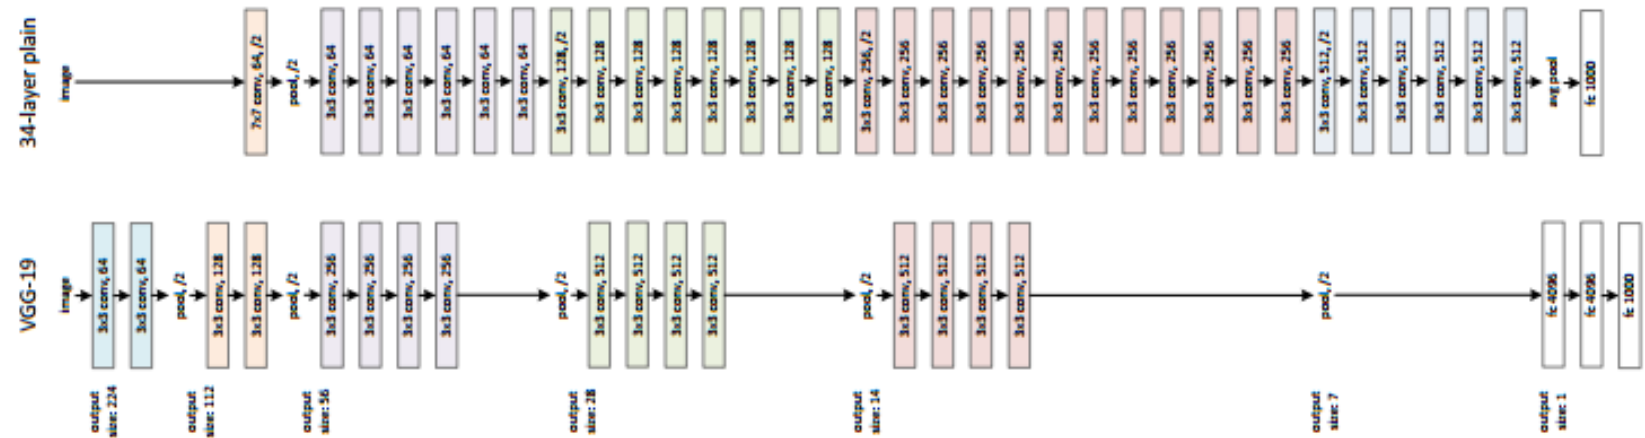 34-layer plain
image
7x7 conv, 64, /2
pool, /2
3x3 conv, 64
3x3 conv, 64
3x3 conv, 64
3x3 conv, 64
3x3 conv, 64
3x3 conv, 64
3x3 conv, 128, /2
3x3 conv, 128
3x3 conv, 128
3x3 conv, 128
3x3 conv, 128
3x3 conv, 128
3x3 conv, 128
3x3 conv, 128
3x3 conv, 256, /2
3x3 conv, 256
3x3 conv, 256
3x3 conv, 256
3x3 conv, 256
3x3 conv, 256
3x3 conv, 256
3x3 conv, 256
3x3 conv, 256
3x3 conv, 256
3x3 conv, 256
3x3 conv, 256
3x3 conv, 512, /2
3x3 conv, 512
3x3 conv, 512
3x3 conv, 512
3x3 conv, 512
3x3 conv, 512
avg pool
fc 1000
VGG-19
image
3x3 conv, 64
3x3 conv, 64
pool, /2
3x3 conv, 128
3x3 conv, 128
pool, /2
3x3 conv, 256
3x3 conv, 256
3x3 conv, 256
3x3 conv, 256
pool, /2
3x3 conv, 512
3x3 conv, 512
3x3 conv, 512
3x3 conv, 512
pool, /2
3x3 conv, 512
3x3 conv, 512
3x3 conv, 512
3x3 conv, 512
pool, /2
fc 4096
fc 4096
fc 1000
output
size: 224
output
size: 112
output
size: 56
output
size: 28
output
size: 14
output
size: 7
output
size: 1